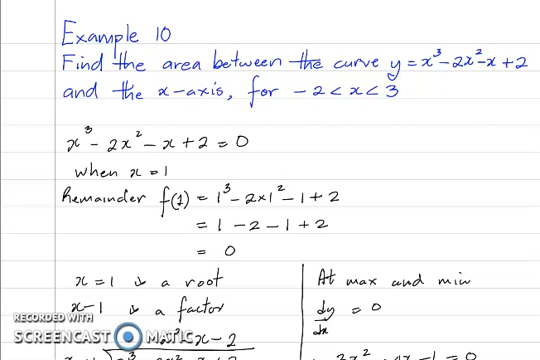 Example 10
Find the area between the curve y = x³ - 2x² - x + 2
and the x-axis, for -2 < x < 3
x³ - 2x² - x + 2 = 0
when x = 1
Remainder f(1) = 1³ - 2×1² - 1 + 2
= 1 - 2 - 1 + 2
= 0
x = 1 is a root
x - 1 is a factor
x² - x - 2
At max and min
dy/dx = 0
RECORDED WITH
SCREENCAST MATIC